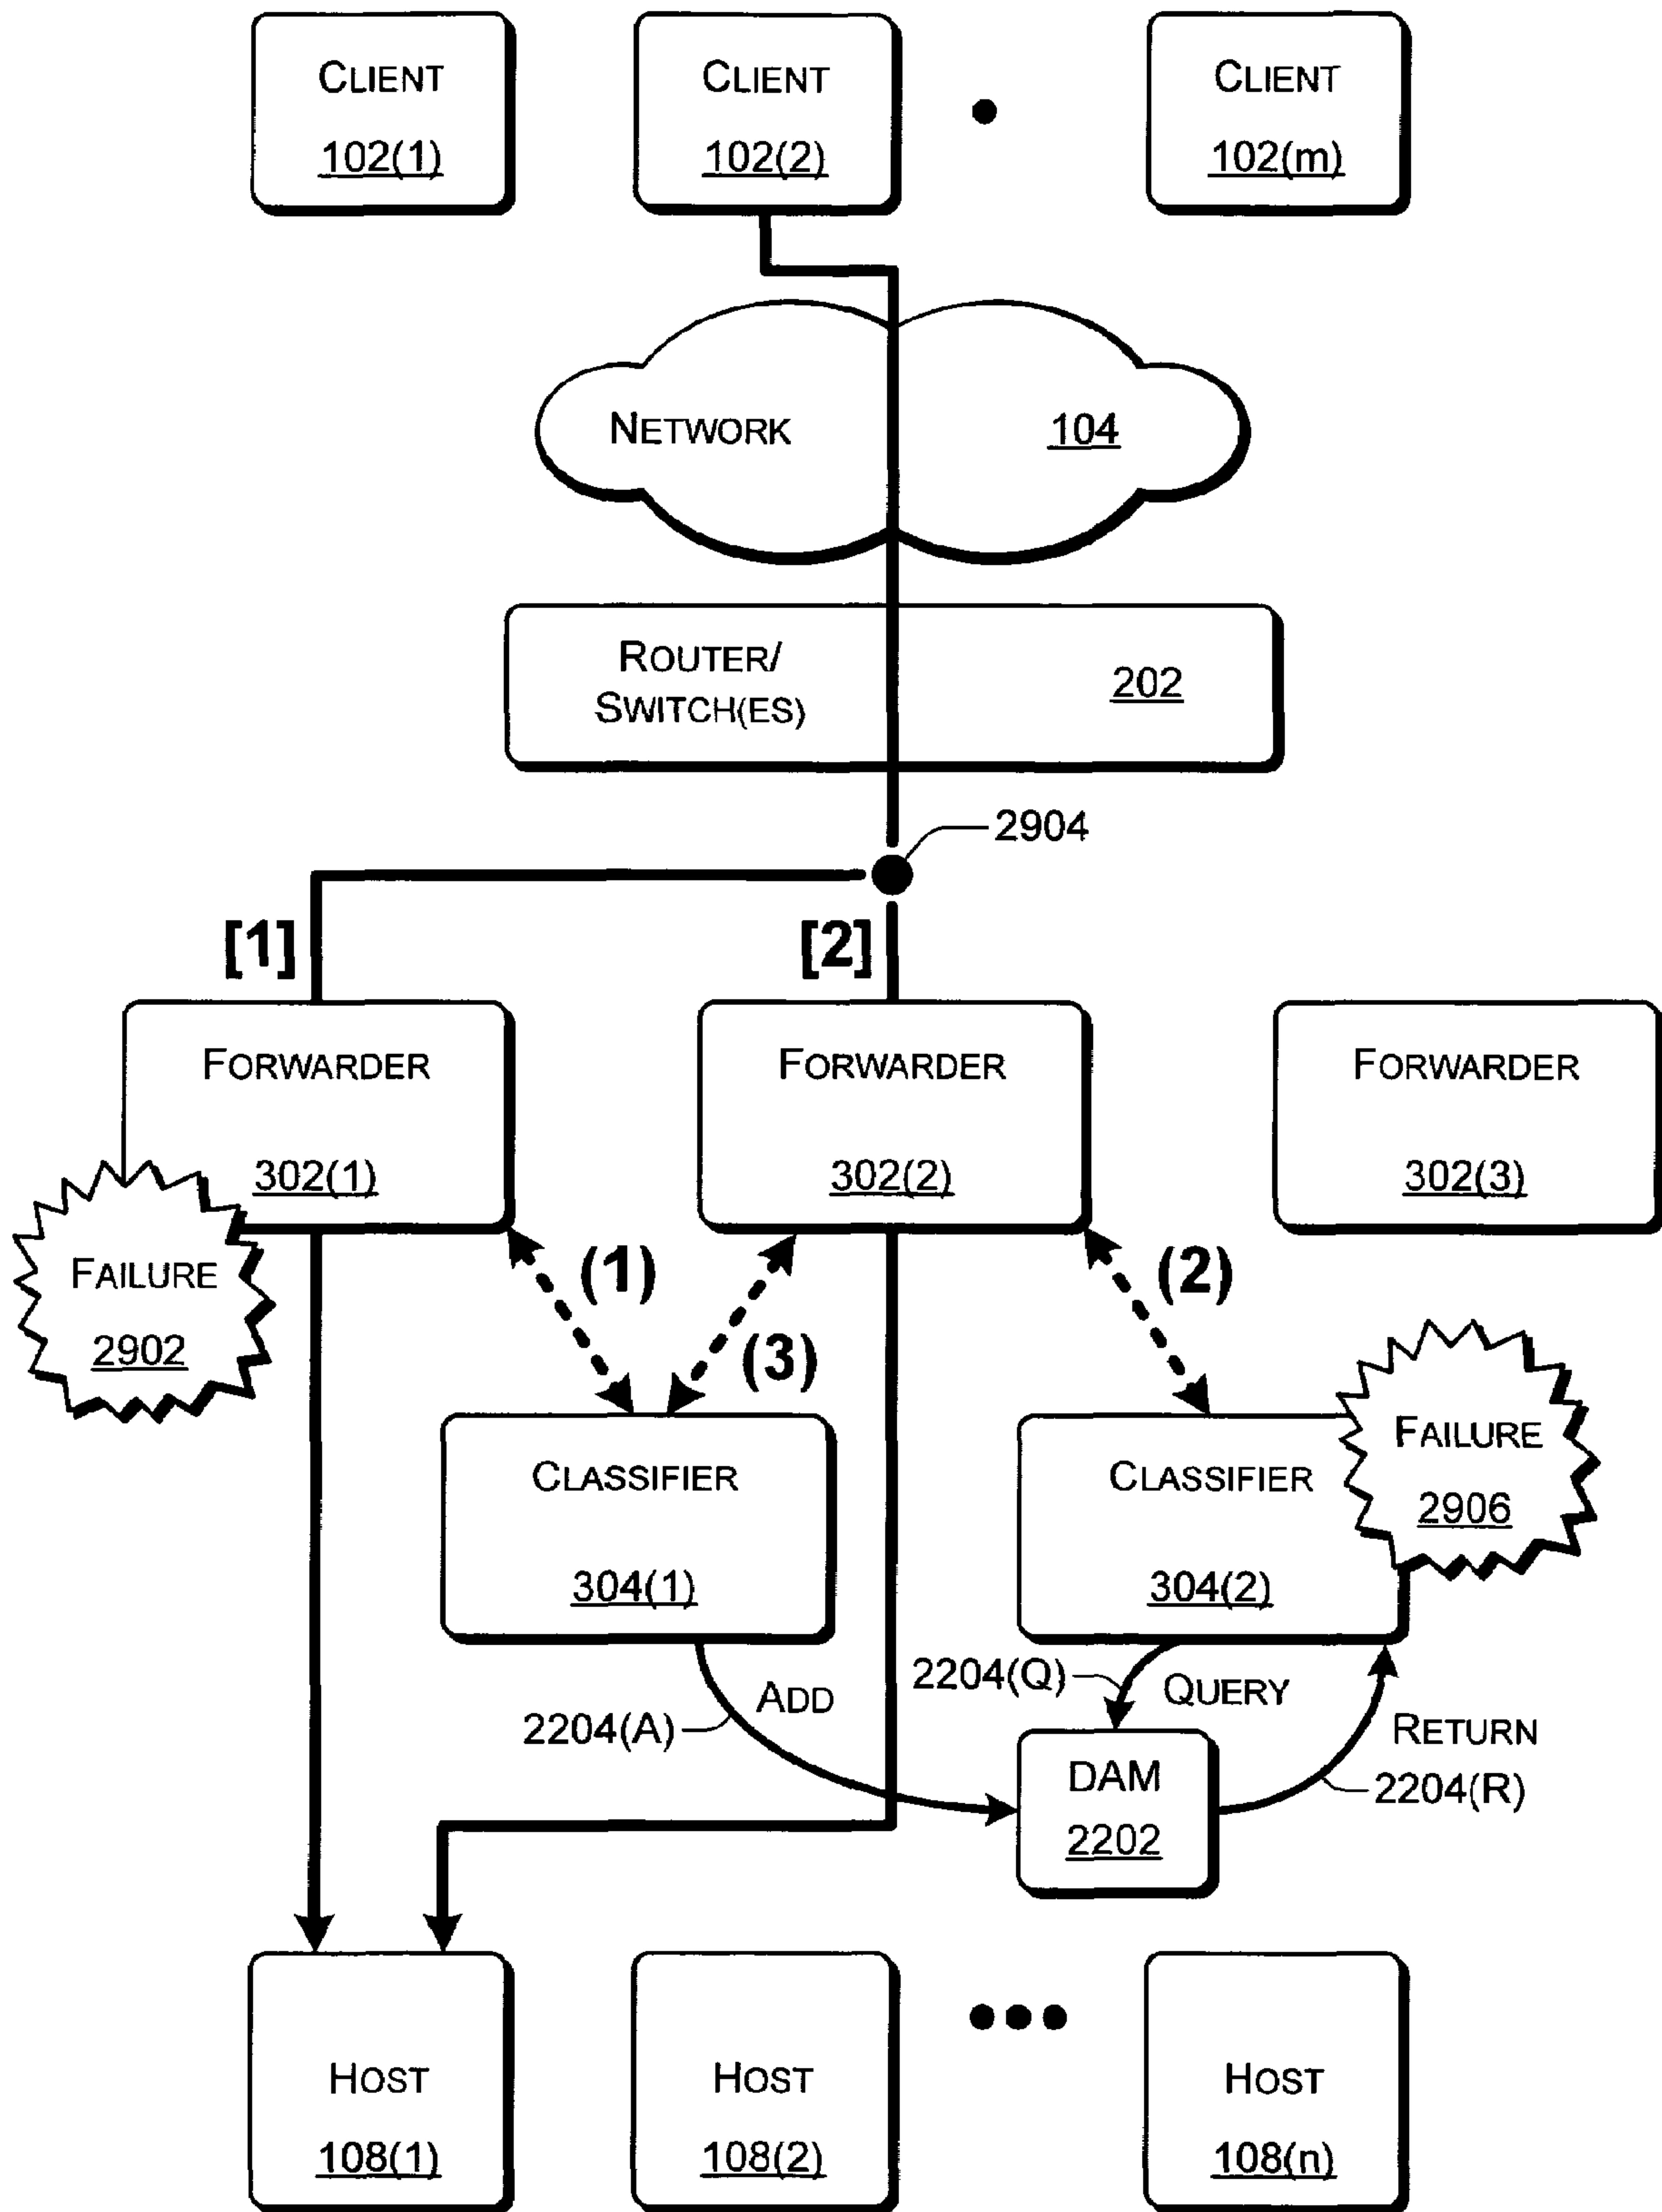 CLIENT
102(1)
CLIENT
102(2)
CLIENT
102(m)
NETWORK
104
ROUTER/
SWITCH(ES)
202
2904
[1]
[2]
FORWARDER
302(1)
FORWARDER
302(2)
FORWARDER
302(3)
FAILURE
2902
(1)
(2)
(3)
CLASSIFIER
304(1)
CLASSIFIER
304(2)
FAILURE
2906
2204(A)
ADD
2204(Q)
QUERY
RETURN
2204(R)
DAM
2202
HOST
108(1)
HOST
108(2)
HOST
108(n)